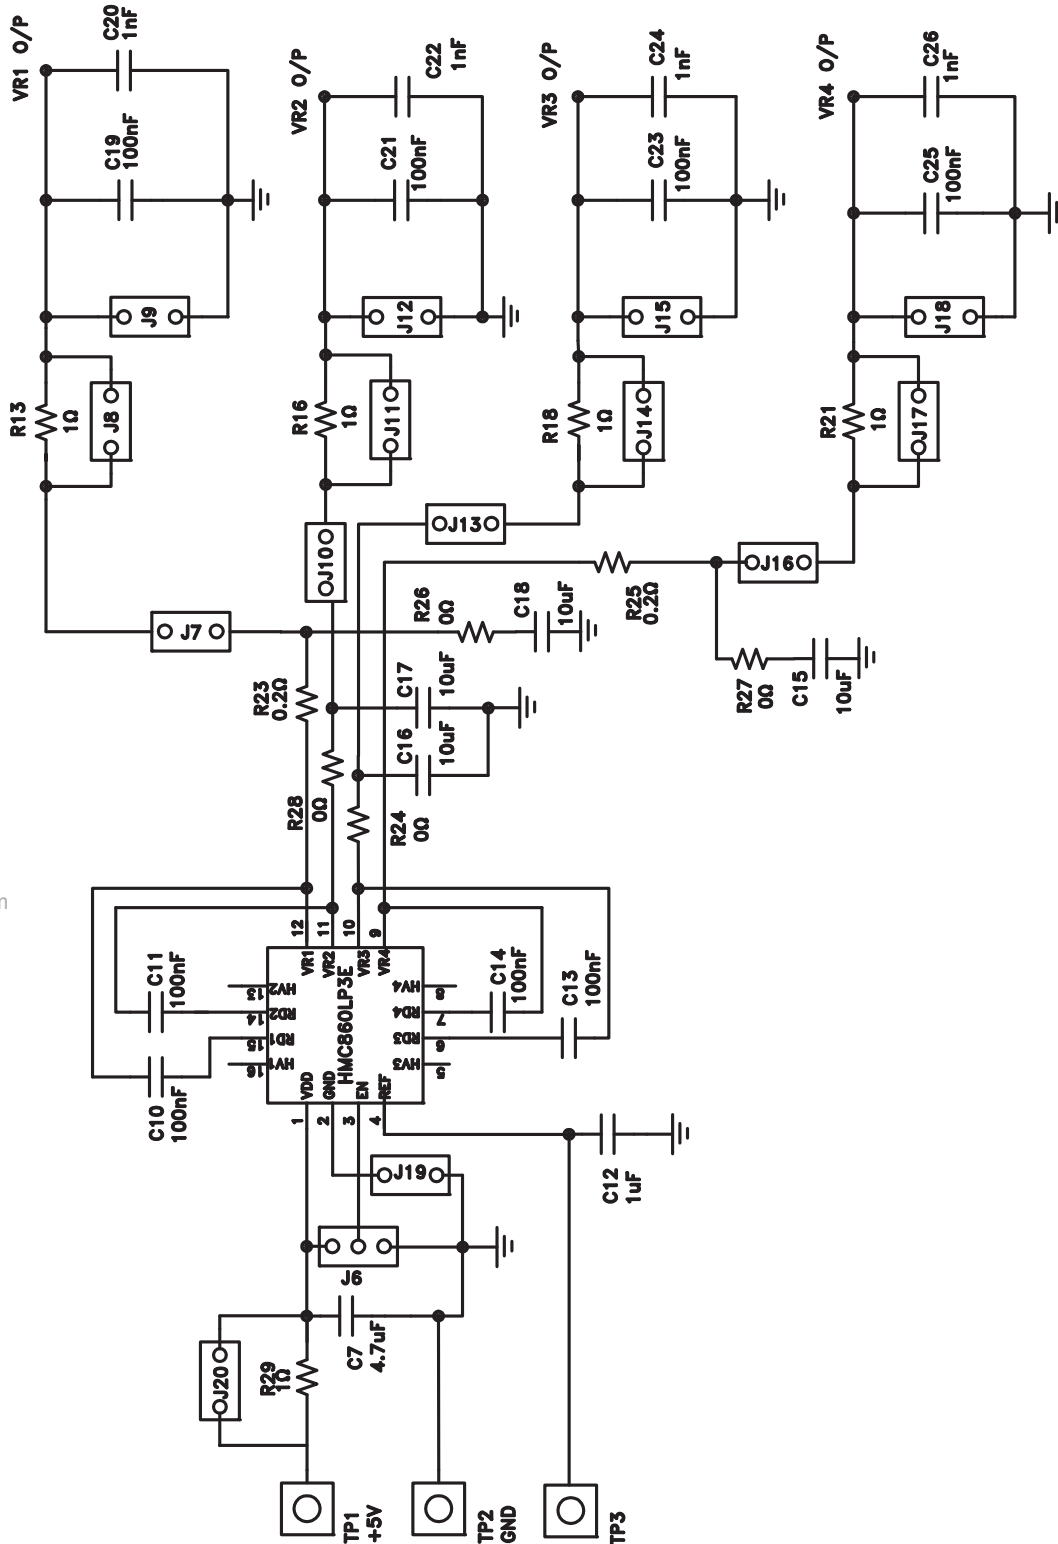 VR1 O/P
C20
1nF
C19
100nF
J9
R13
1Ω
J8
VR2 O/P
C22
1nF
C21
100nF
J12
R16
1Ω
J11
VR3 O/P
C24
1nF
C23
100nF
J15
R18
1Ω
J14
VR4 O/P
C26
1nF
C25
100nF
J18
R21
1Ω
J17
J10
J13
J16
J7
R26
0Ω
C18
10uF
R25
0.2Ω
R23
0.2Ω
C17
10uF
R27
0Ω
C15
10uF
R28
0Ω
C16
10uF
R24
0Ω
12
11
10
9
VR1
VR2
VR3
VR4
C11
100nF
C10
100nF
13
14
15
16
HV2
RD2
RD1
HV1
HMC860LP3E
HV4
RD4
RD3
HV3
8
7
6
5
C14
100nF
C13
100nF
VDD
GND
EN
REF
1
2
3
4
J19
C12
1uF
J6
C7
4.7uF
J20
R29
1Ω
TP1
+5V
TP2
GND
TP3